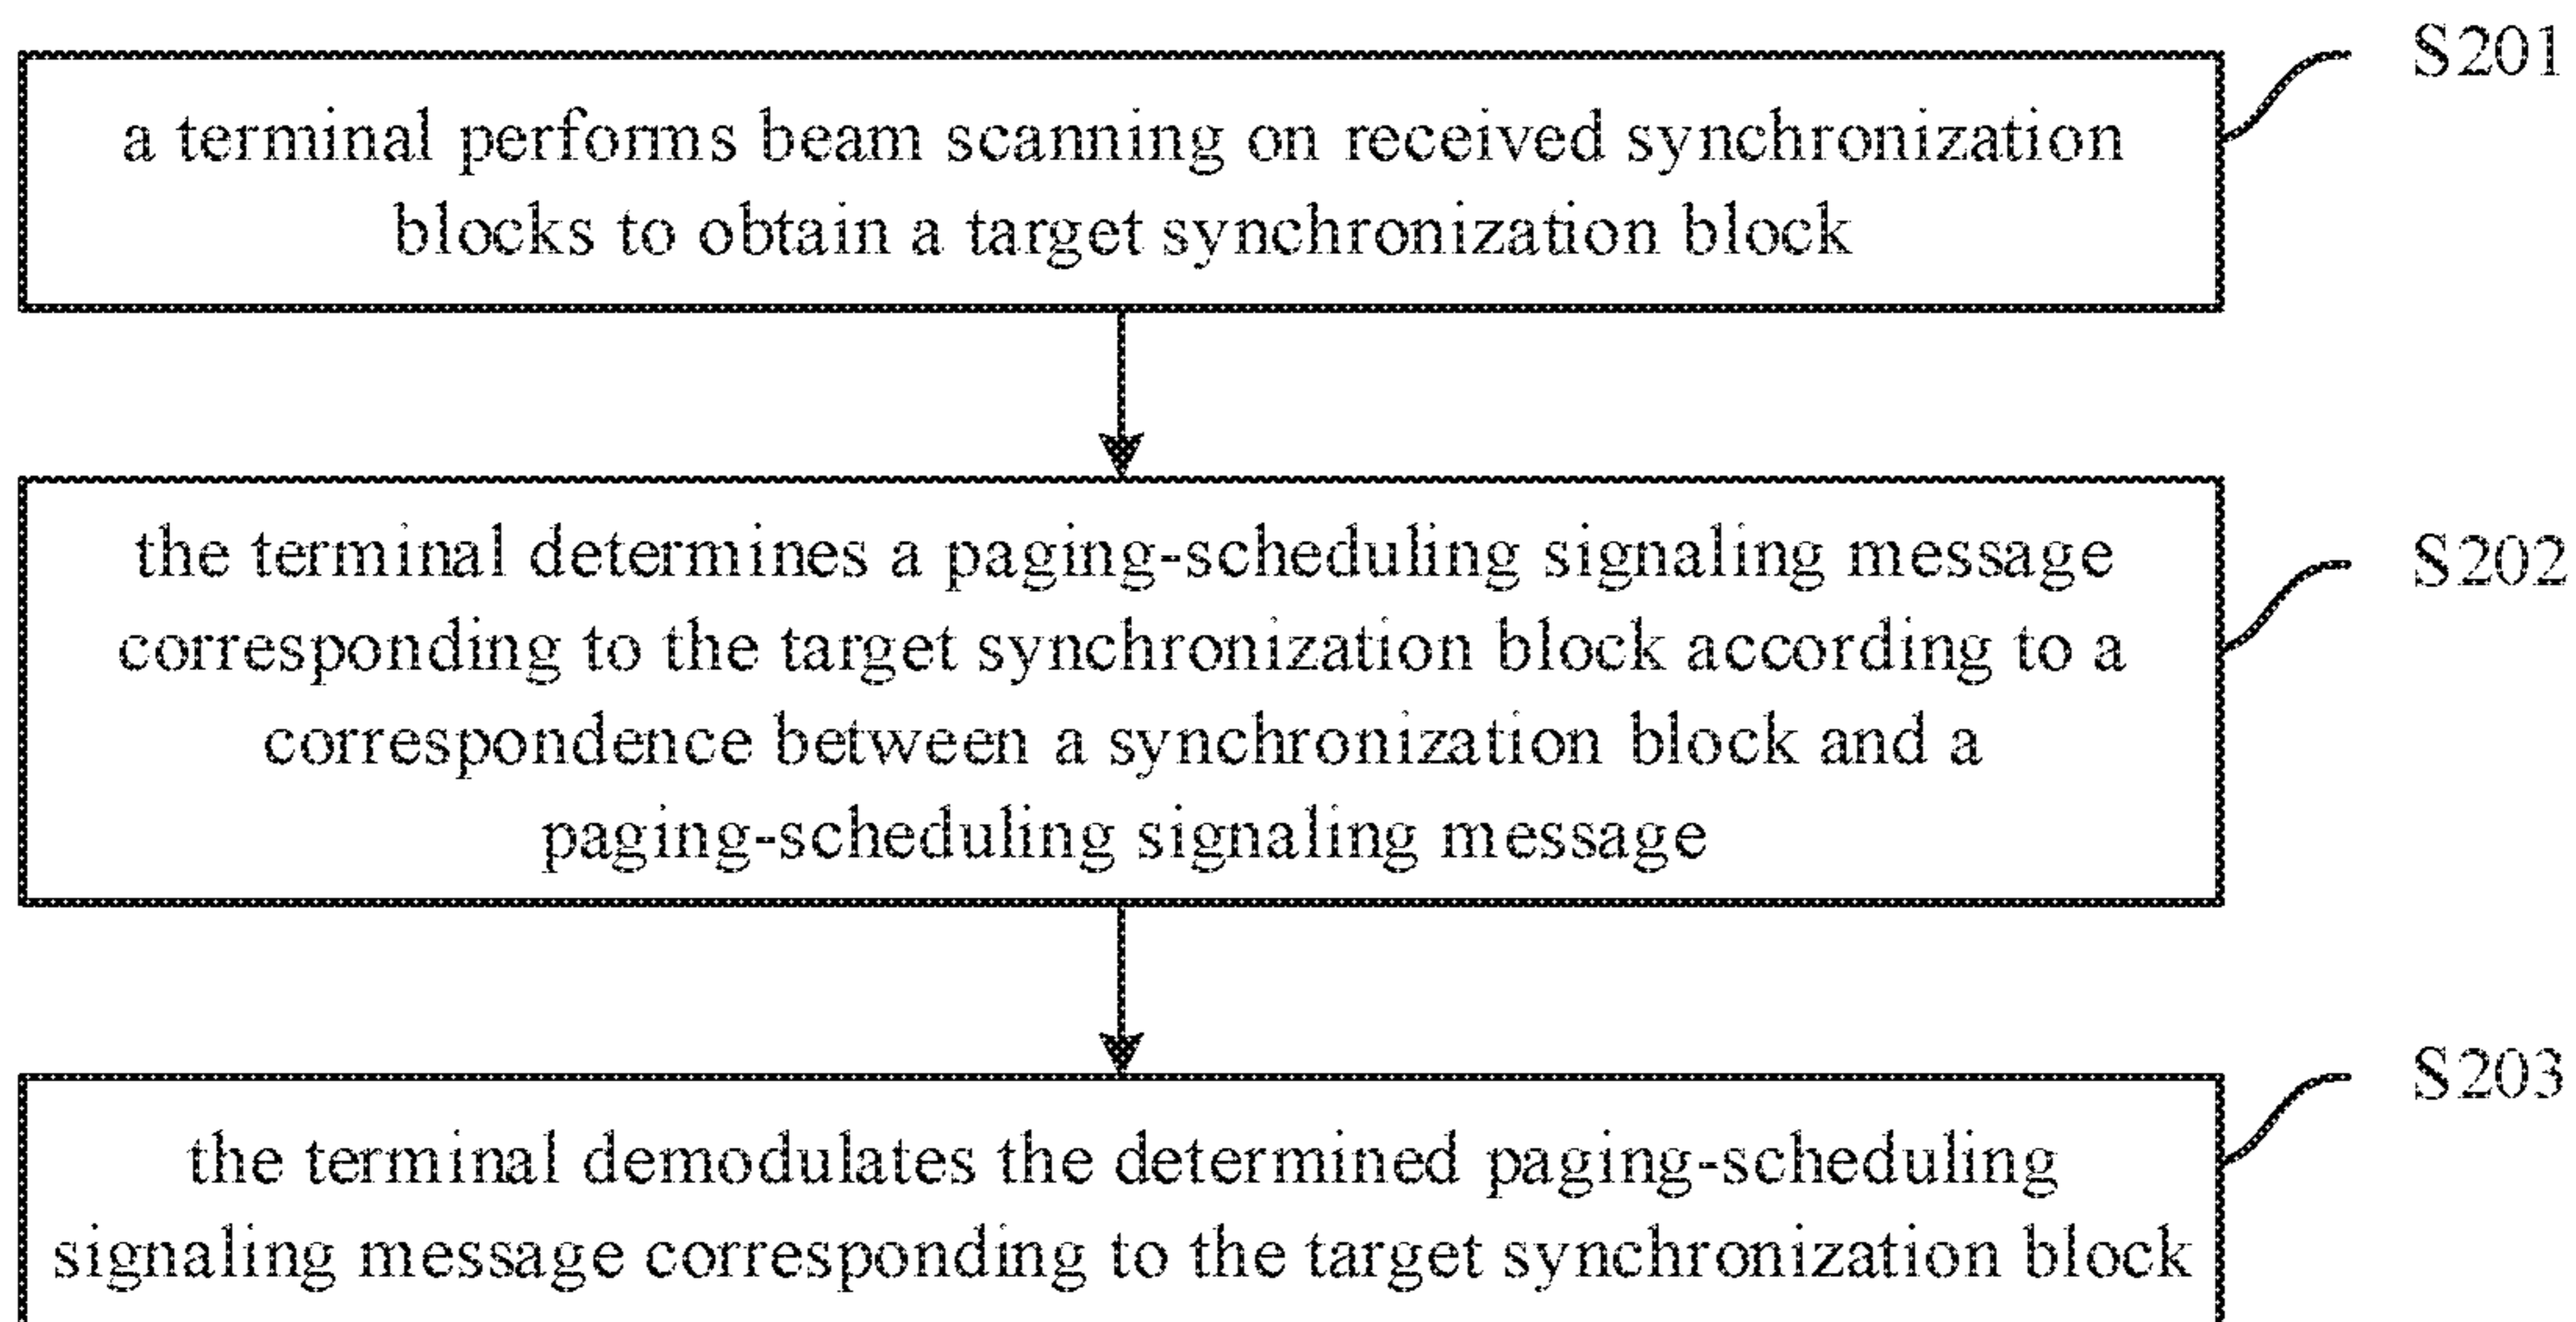 S201
a terminal performs beam scanning on received synchronization
blocks to obtain a target synchronization block
S202
the terminal determines a paging-scheduling signaling message
corresponding to the target synchronization block according to a
correspondence between a synchronization block and a
paging-scheduling signaling message
S203
the terminal demodulates the determined paging-scheduling
signaling message corresponding to the target synchronization block